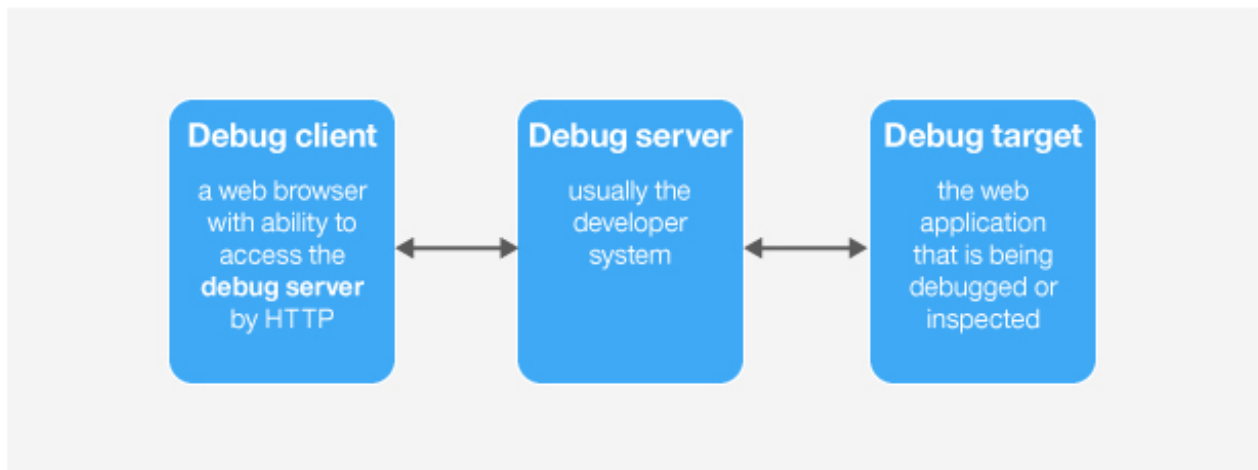 Debug client
a web browser
with ability to
access the
debug server
by HTTP
Debug server
usually the
developer
system
Debug target
the web
application
that is being
debugged or
inspected